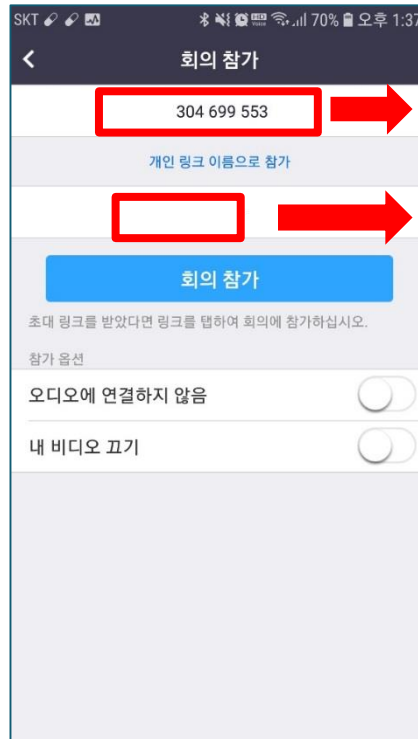 SKT 70% 오후 1:37
회의 참가
304 699 553
개인 링크 이름으로 참가
회의 참가
초대 링크를 받았다면 링크를 탭하여 회의에 참가하십시오.
참가 옵션
오디오에 연결하지 않음
내 비디오 끄기